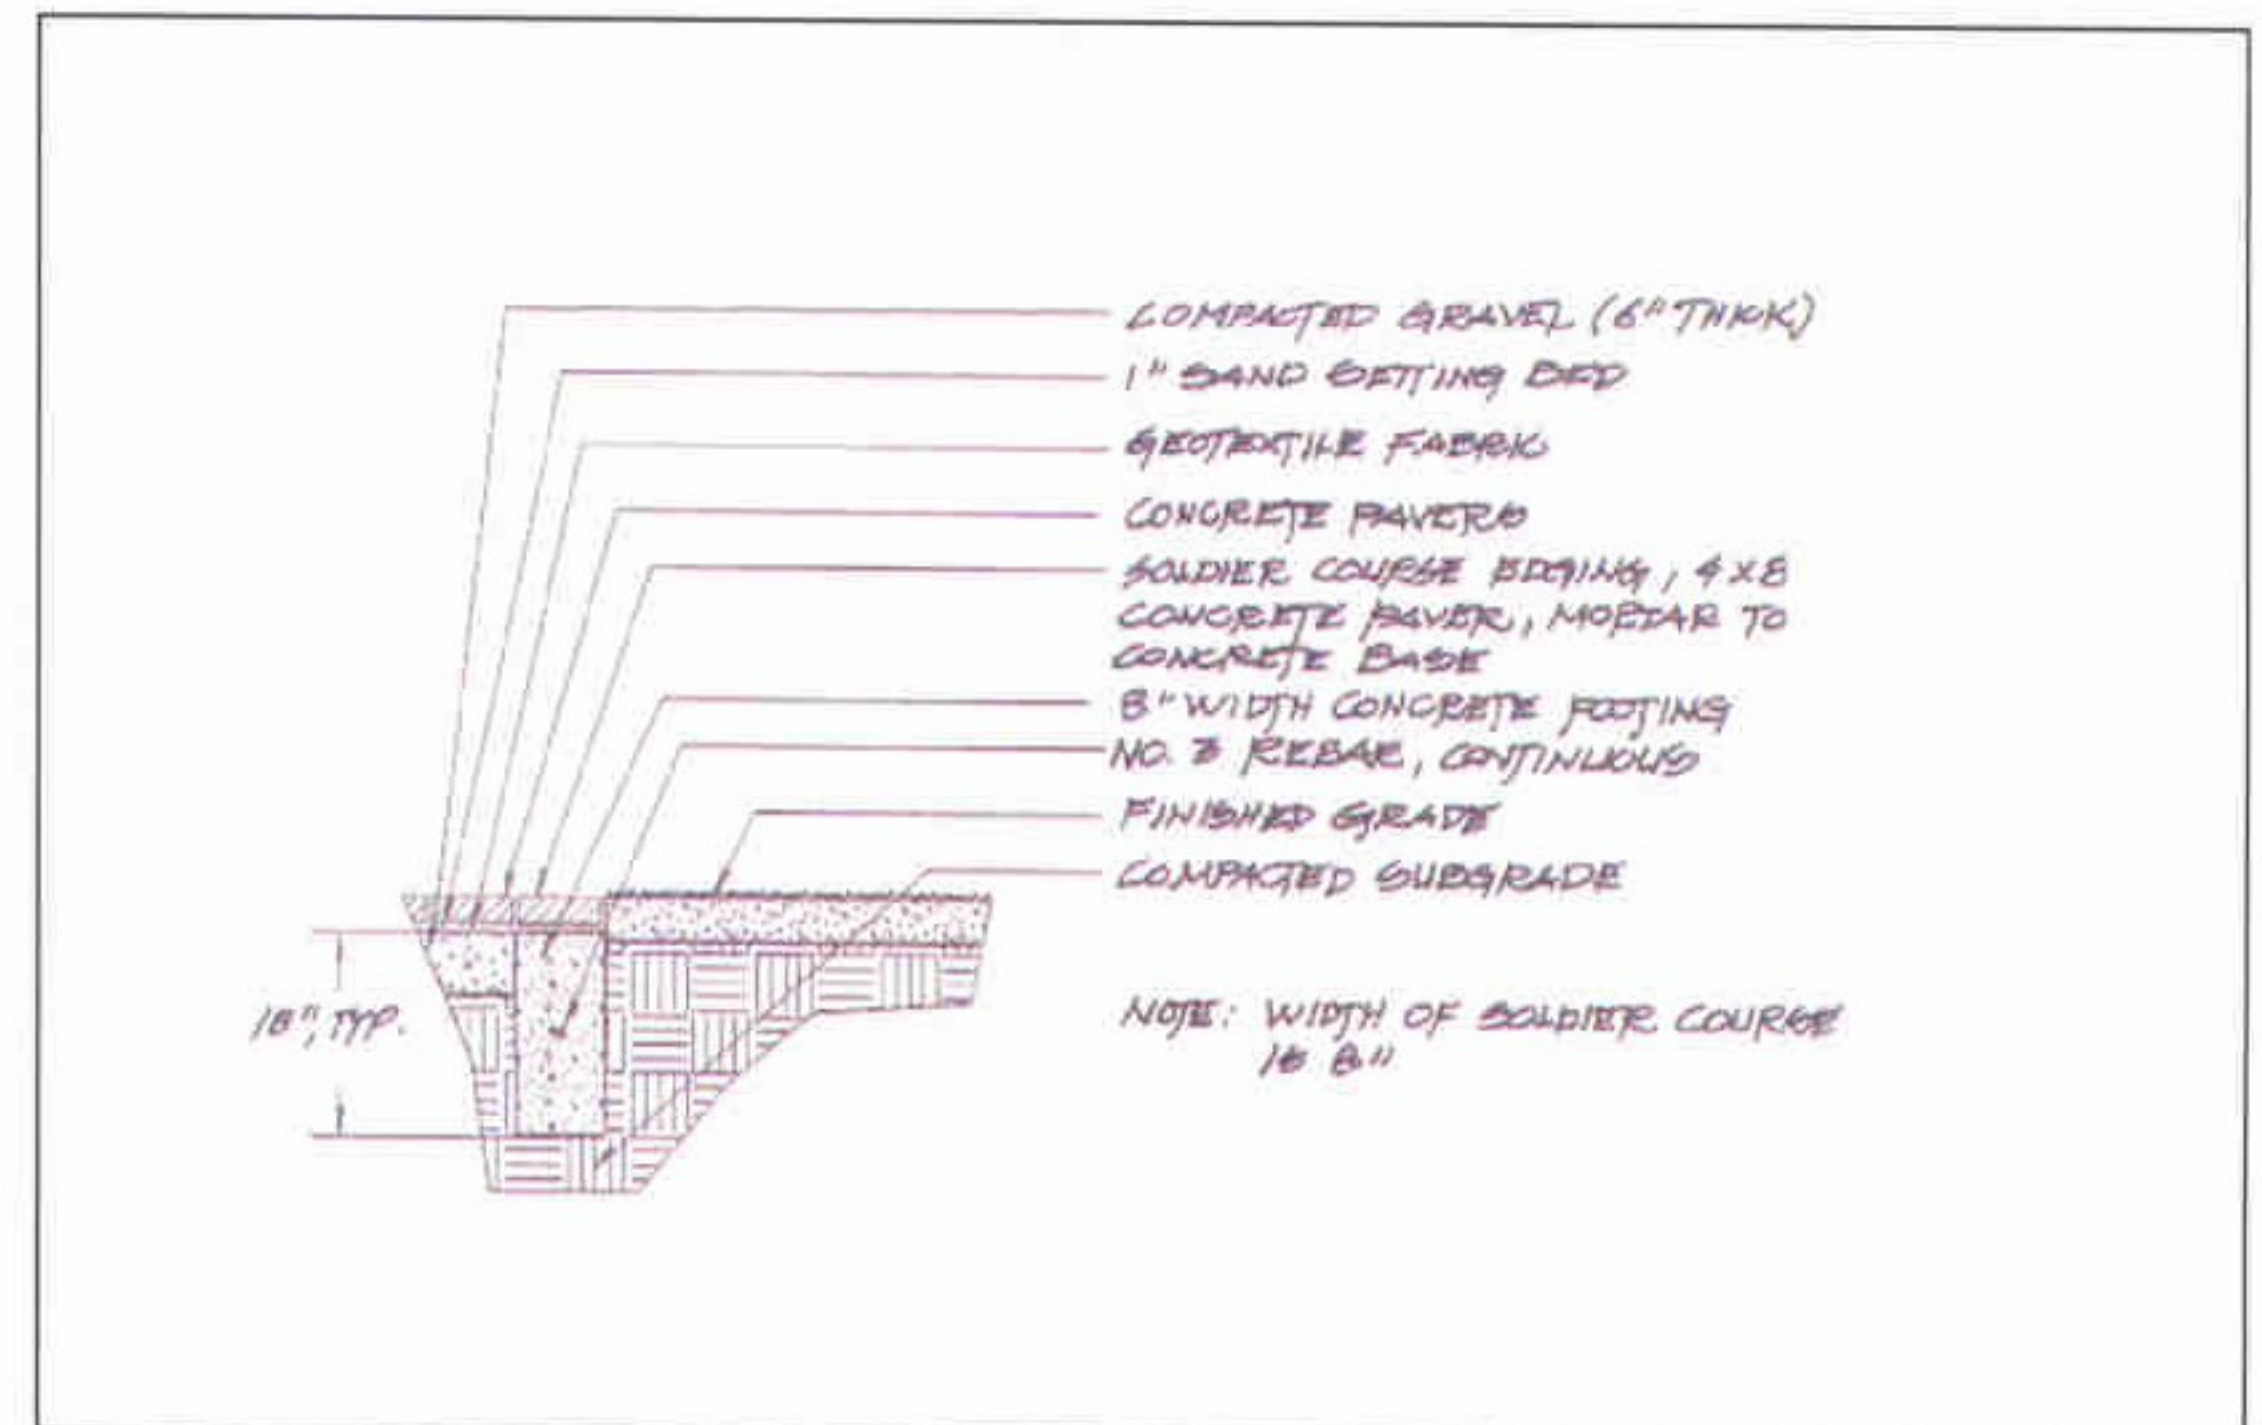 COMPACTED GRAVEL (6" THICK)
1" SAND SETTING BED
GEOTEXTILE FABRIC
CONCRETE PAVERS
SOLDIER COURSE EDGING, 4X8
CONCRETE PAVER, MORTAR TO
CONCRETE BASE
8" WIDTH CONCRETE FOOTING
NO. 3 REBAR, CONTINUOUS
FINISHED GRADE
COMPACTED SUBGRADE
18", TYP.
NOTE: WIDTH OF SOLDIER COURSE
IS 8"